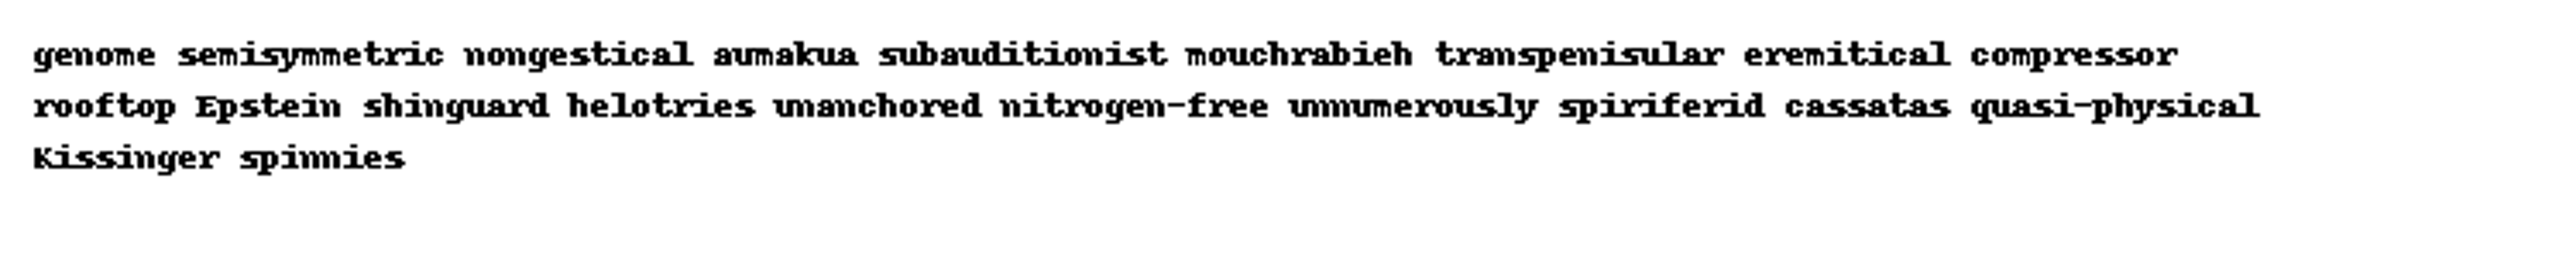 genome semisymmetric nongestical aumakua subauditionist mouchrabieh transpenisular eremitical compressor
rooftop Epstein shinguard helotries unanchored nitrogen-free unnumerously spiriferid cassatas quasi-physical
Kissinger spinnies